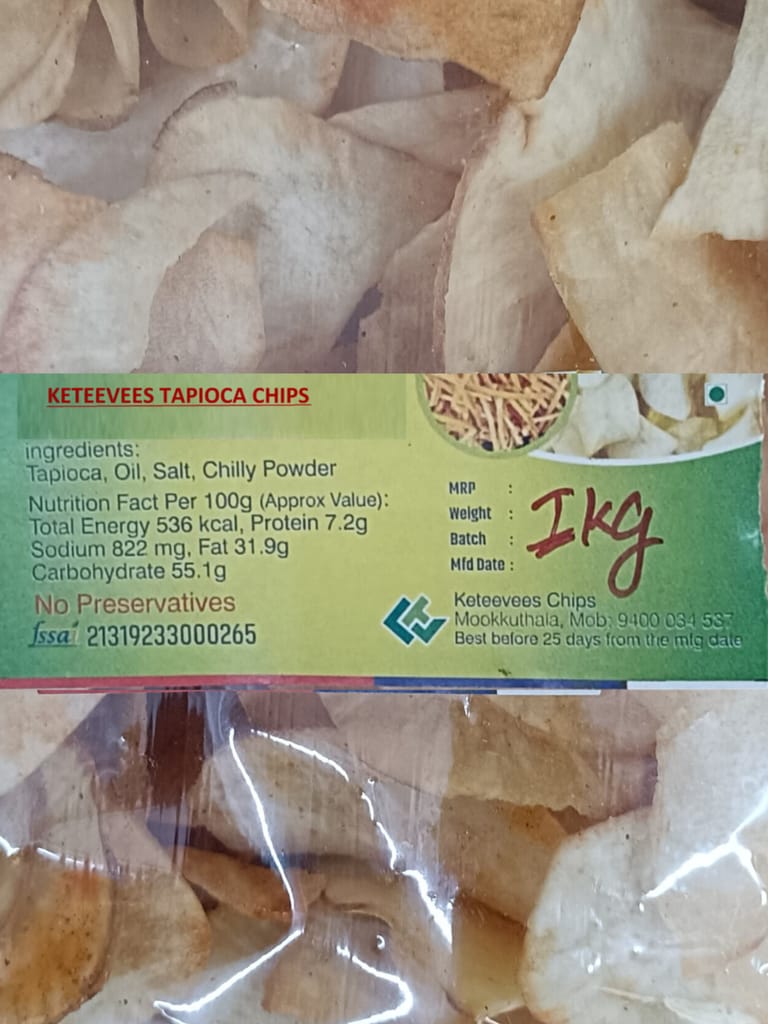 KETEEVEES TAPIOCA CHIPS
ingredients:
Tapioca, Oil, Salt, Chilly Powder
Nutrition Fact Per 100g (Approx Value):
Total Energy 536 kcal, Protein 7.2g
Sodium 822 mg, Fat 31.9g
Carbohydrate 55.1g
No Preservatives
fssai 21319233000265
MRP :
Weight : 1kg
Batch :
Mfd Date :
Keteevees Chips
Mookkuthala, Mob: 9400 034 537
Best before 25 days from the mfg date